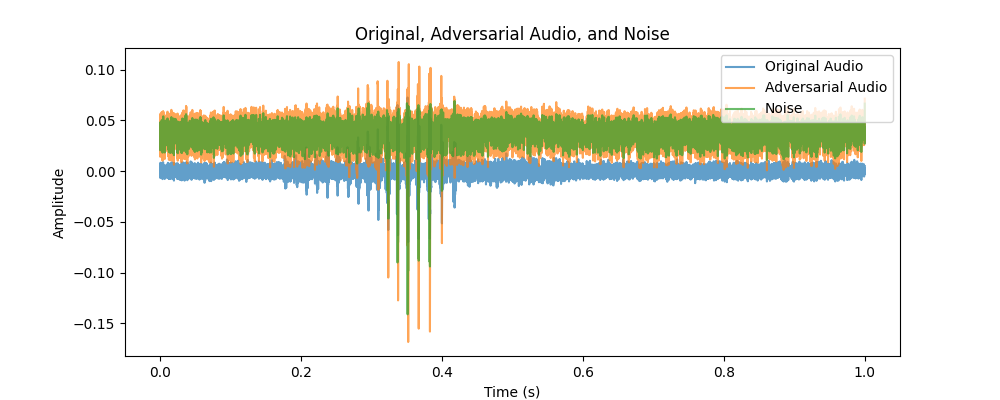 Original, Adversarial Audio, and Noise
Original Audio
Adversarial Audio
Noise
Amplitude
0.10
0.05
0.00
−0.05
−0.10
−0.15
0.0 0.2 0.4 0.6 0.8 1.0
Time (s)